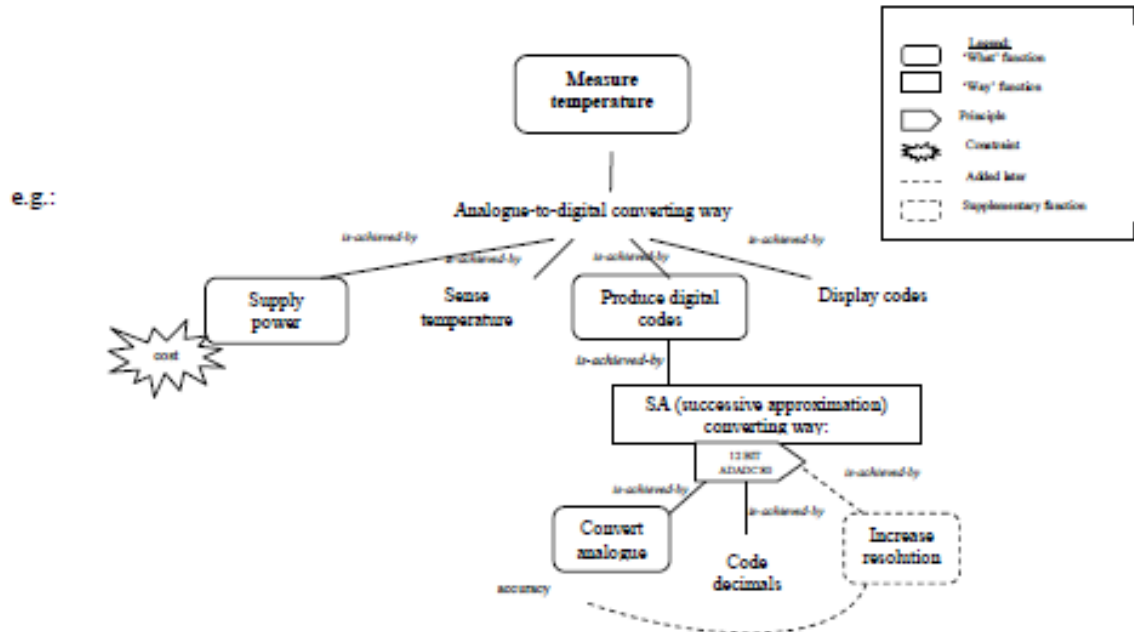 Legend:
"What" function
"Way" function
Principle
Constraint
Added later
Supplementary function
e.g.:
Measure
temperature
Analogue-to-digital converting way
is-achieved-by
is-achieved-by
is-achieved-by
is-achieved-by
Supply
power
Sense
temperature
Produce digital
codes
Display codes
cost
is-achieved-by
SA (successive approximation)
converting way:
12 BIT
is-achieved-by
is-achieved-by
is-achieved-by
Convert
analogue
Code
decimals
Increase
resolution
accuracy